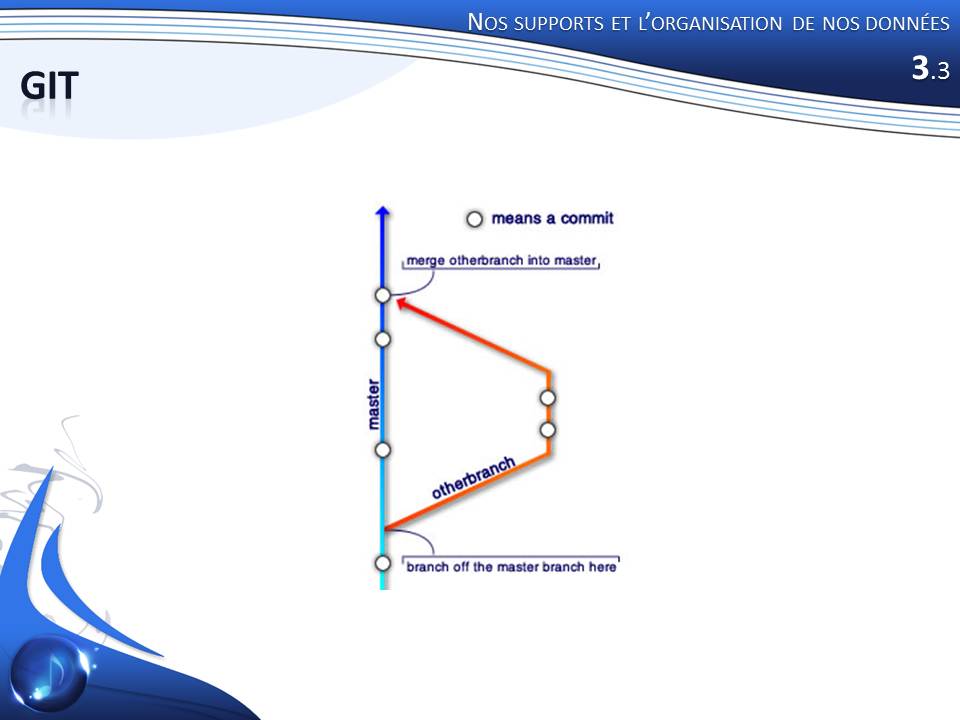 Nos supports et l’organisation de nos données
3.3
GIT
means a commit
merge otherbranch into master
master
otherbranch
branch off the master branch here